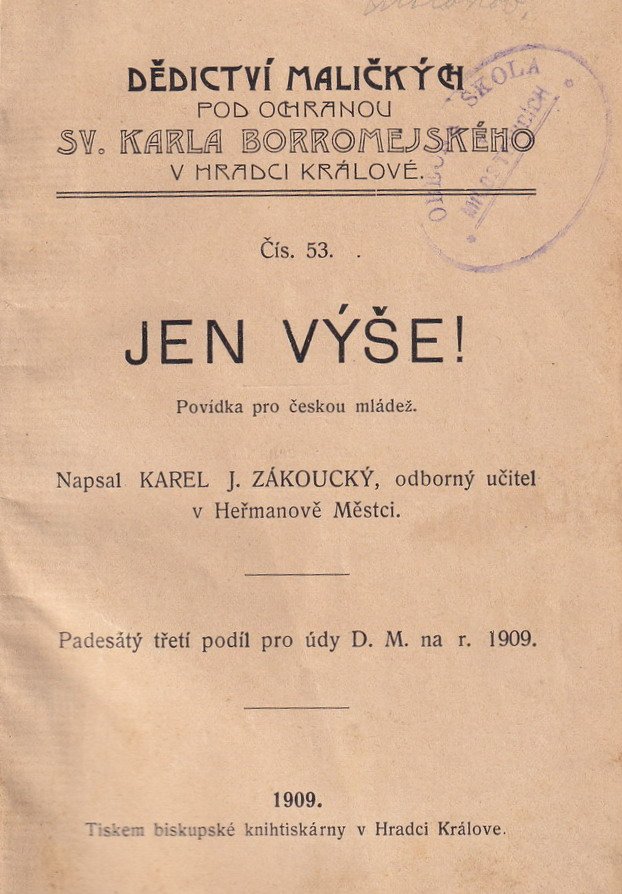 DĚDICTVÍ MALIČKÝCH
POD OCHRANOU
SV. KARLA BORROMEJSKÉHO
V HRADCI KRÁLOVÉ.
ŠKOLA
Čís. 53.
JEN VÝŠE!
Povídka pro českou mládež.
Napsal KAREL J. ZÁKOUCKÝ, odborný učitel
v Heřmanově Městci.
Padesátý třetí podíl pro údy D. M. na r. 1909.
1909.
Tiskem biskupské knihtiskárny v Hradci Králove.